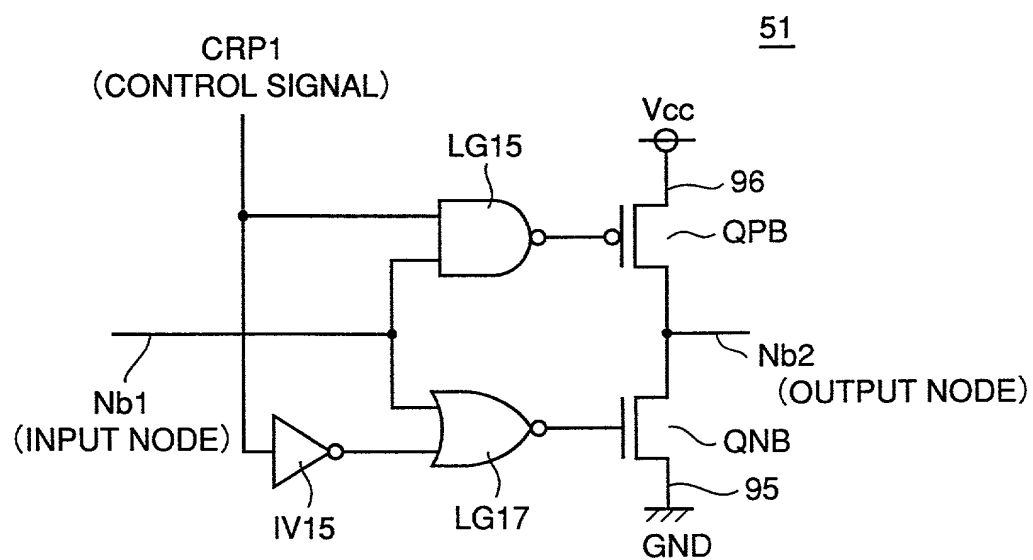 51
CRP1
(CONTROL SIGNAL)
Vcc
LG15
96
QPB
Nb1
(INPUT NODE)
Nb2
(OUTPUT NODE)
QNB
IV15
LG17
95
GND